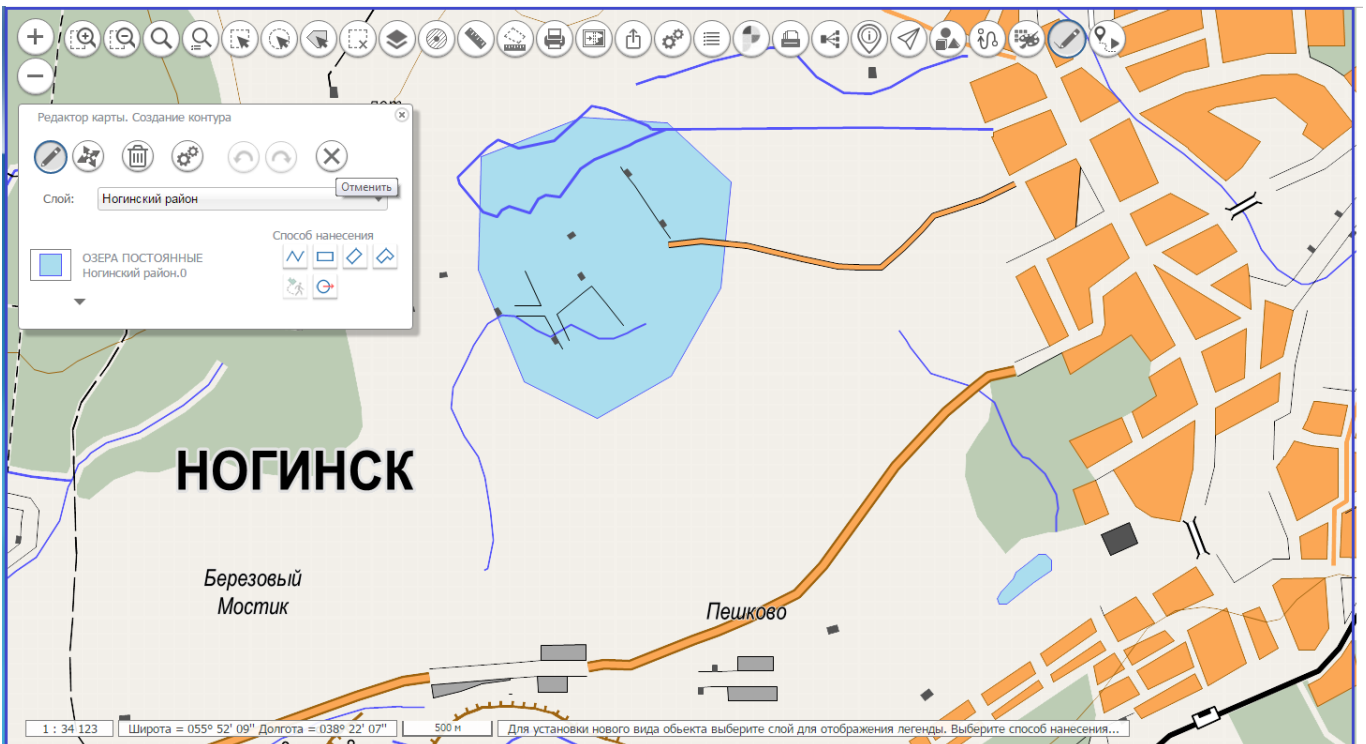 Редактор карты. Создание контура
Отменить
Слой:
Ногинский район
Способ нанесения
ОЗЕРА ПОСТОЯННЫЕ
Ногинский район.0
НОГИНСК
Березовый
Мостик
Пешково
1 : 34 123
Широта = 055º 52' 09" Долгота = 038º 22' 07"
500 м
Для установки нового вида обьекта выберите слой для отображения легенды. Выберите способ нанесения...